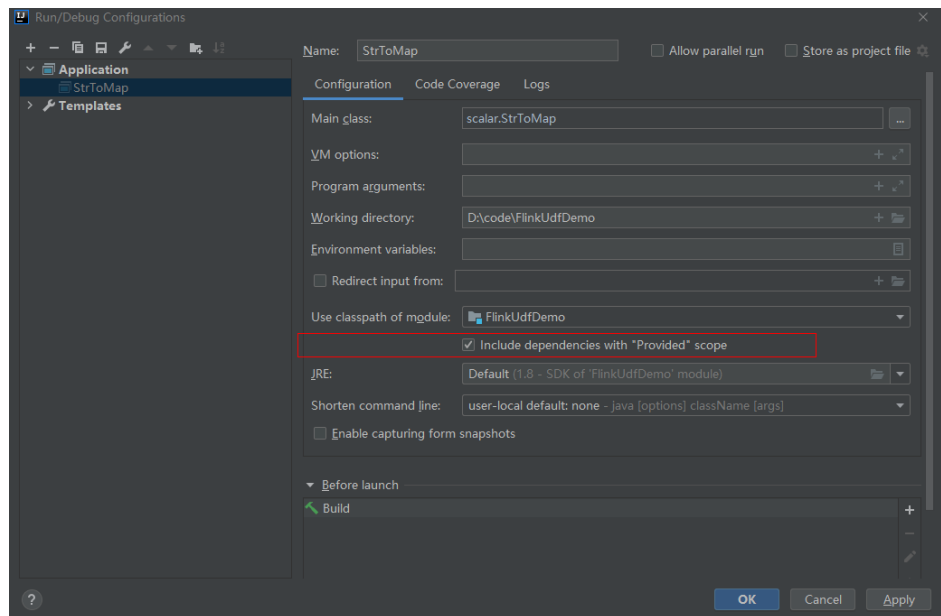 Run/Debug Configurations
Name: StrToMap Allow parallel run Store as project file
Application
StrToMap
Templates
Configuration Code Coverage Logs
Main class: scalar.StrToMap ...
VM options:
Program arguments:
Working directory: D:\code\FlinkUdfDemo
Environment variables:
Redirect input from:
Use classpath of module: FlinkUdfDemo
Include dependencies with "Provided" scope
JRE: Default (1.8 - SDK of 'FlinkUdfDemo' module)
Shorten command line: user-local default: none - java [options] className [args]
Enable capturing form snapshots
Before launch
Build
? OK Cancel Apply